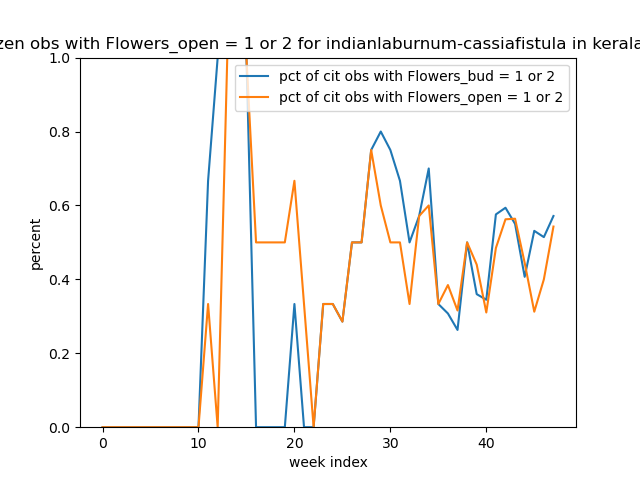 zen obs with Flowers_open = 1 or 2 for indianlaburnum-cassiafistula in kerala
pct of cit obs with Flowers_bud = 1 or 2
pct of cit obs with Flowers_open = 1 or 2
percent
1.0
0.8
0.6
0.4
0.2
0.0
0
10
20
30
40
week index